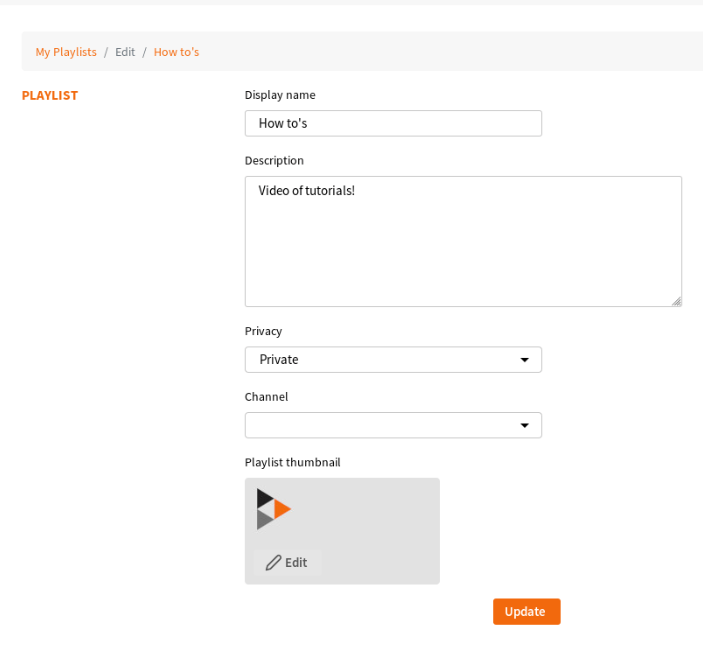 My Playlists / Edit / How to's
PLAYLIST
Display name
How to's
Description
Video of tutorials!
Privacy
Private
Channel
Playlist thumbnail
Edit
Update